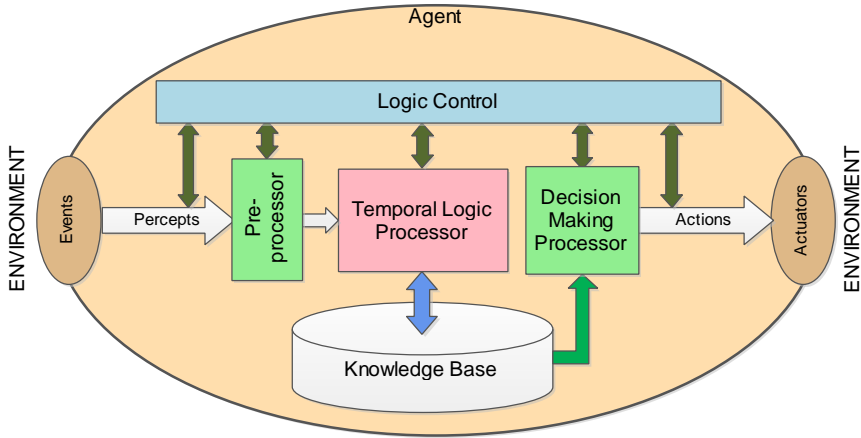 Agent
Logic Control
ENVIRONMENT
Events
Percepts
Pre-
processor
Temporal Logic
Processor
Decision
Making
Processor
Actions
Actuators
ENVIRONMENT
Knowledge Base